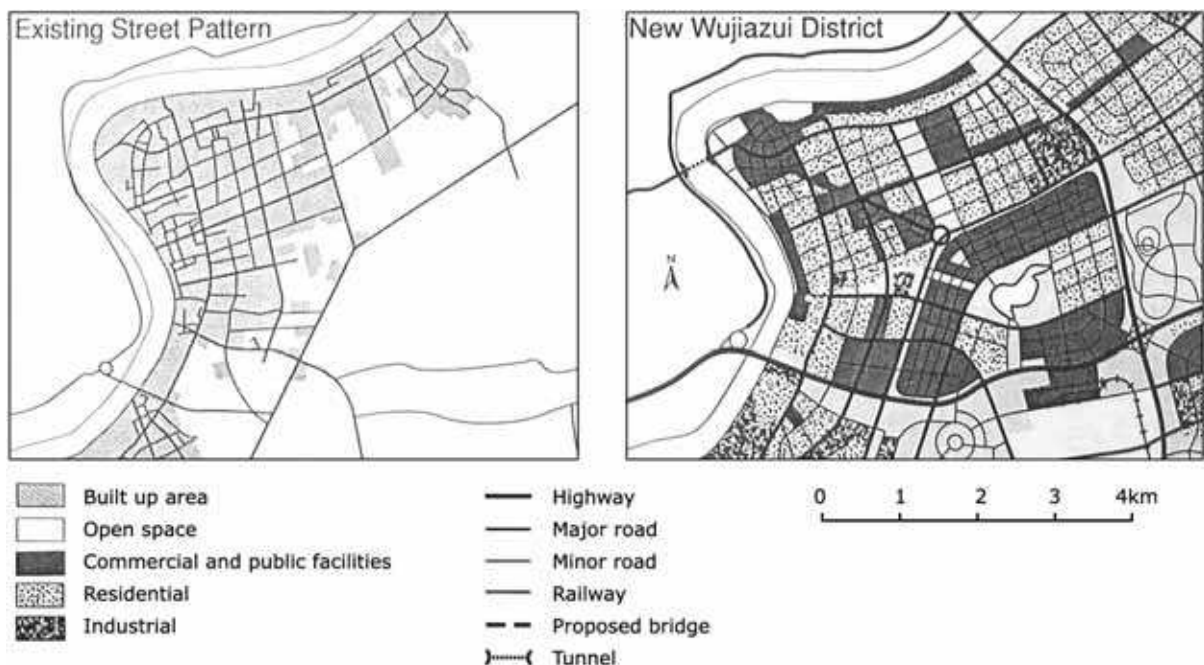 Existing Street Pattern
New Wujiazui District
N
N
Built up area
Open space
Commercial and public facilities
Residential
Industrial
Highway
Major road
Minor road
Railway
Proposed bridge
Tunnel
0 1 2 3 4km